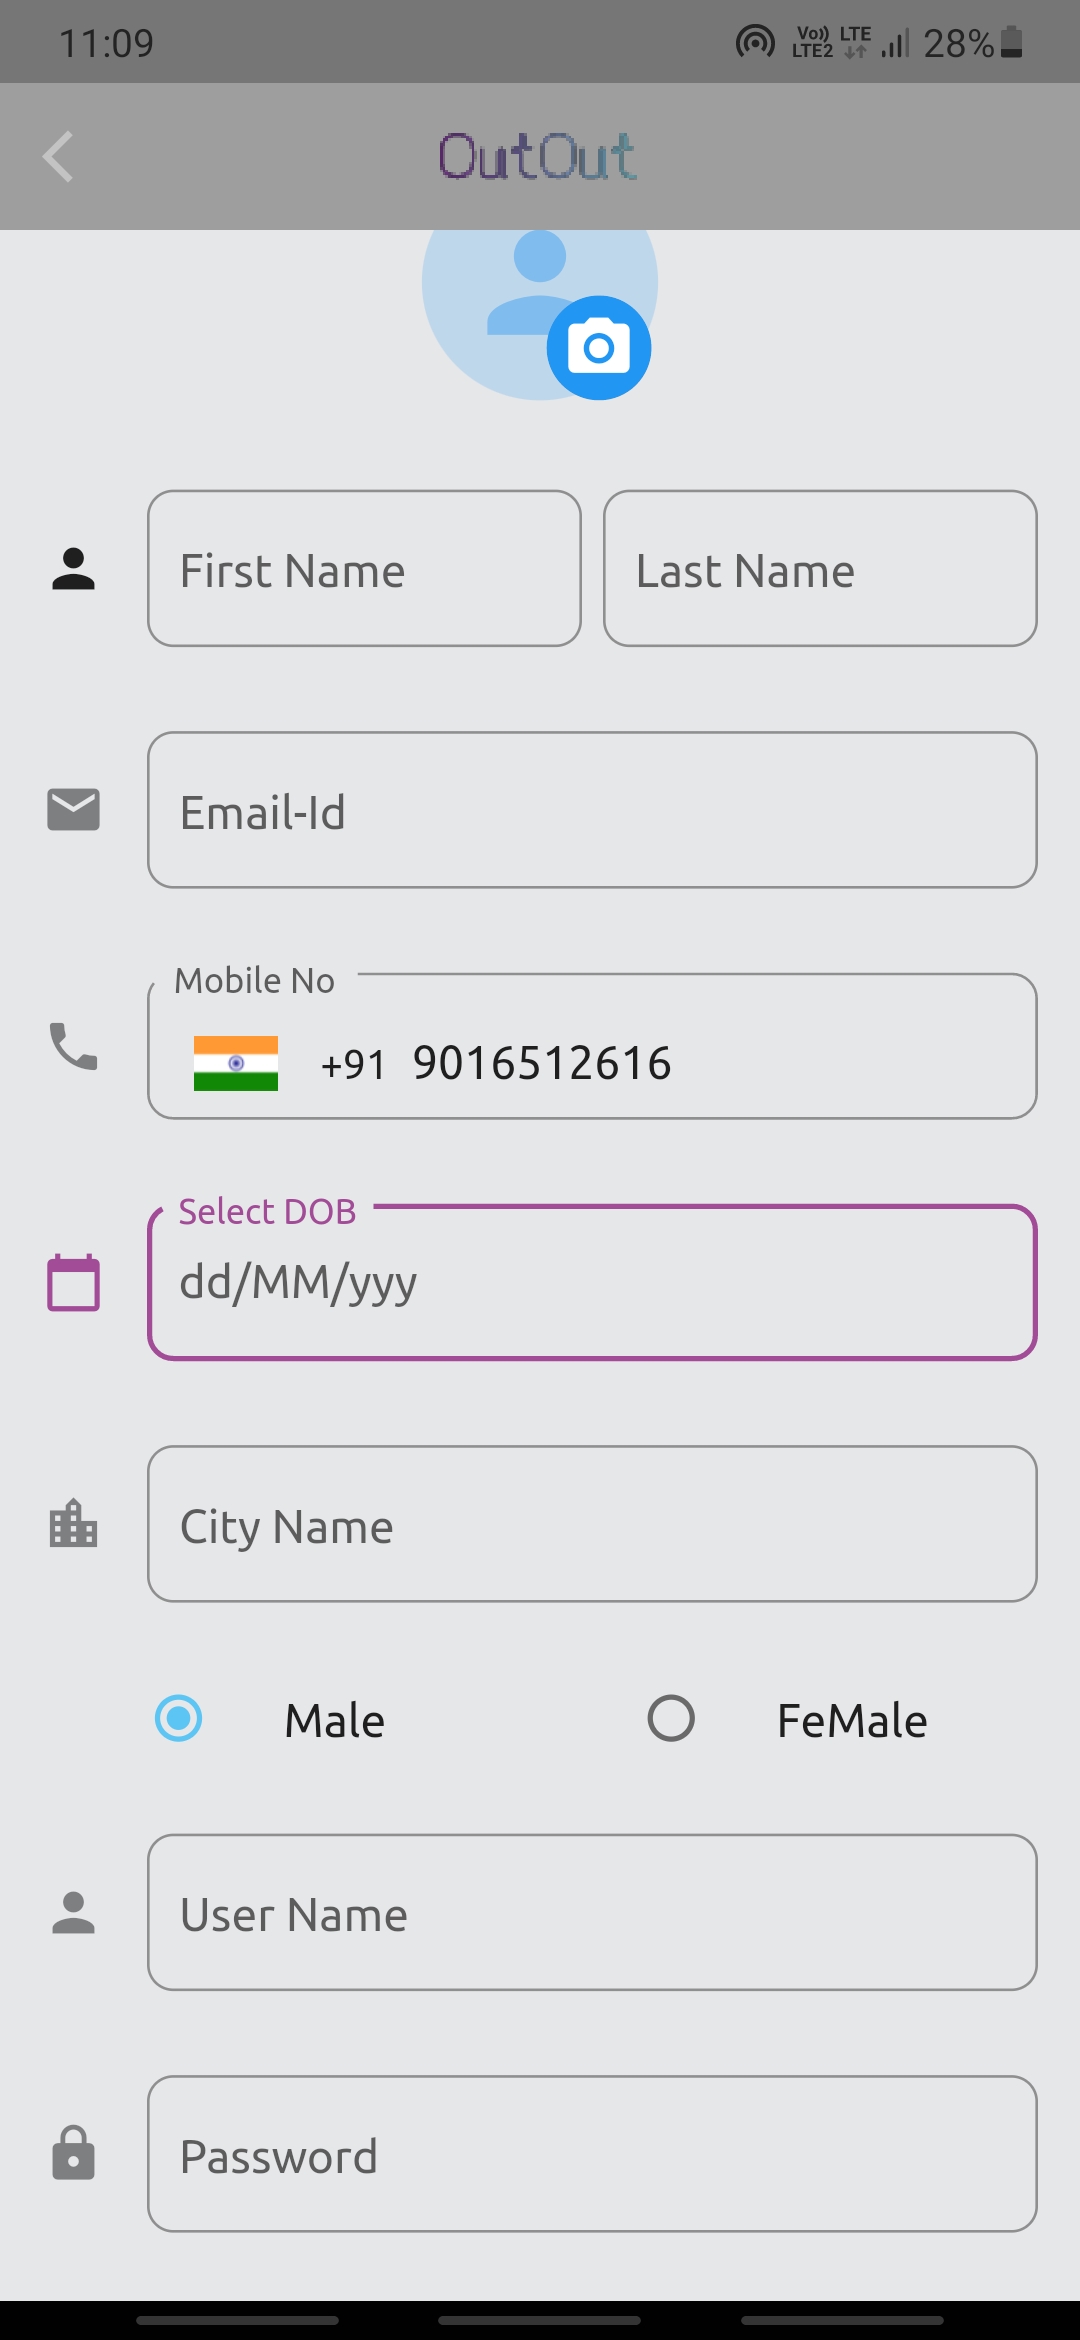 11:09 Vo)) LTE LTE2 28%
OutOut
First Name Last Name
Email-Id
Mobile No
+91 9016512616
Select DOB
dd/MM/yyy
City Name
Male FeMale
User Name
Password